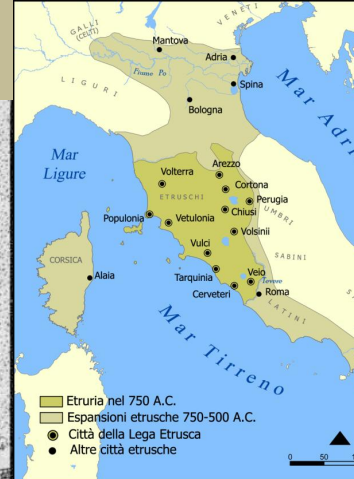 VENETI
GALLI
(CELTI)
Mantova
Adria
Fiume Po
Spina
LIGURI
Bologna
Mar Adri
Mar
Ligure
Arezzo
Volterra
Cortona
ETRUSCHI
Perugia
Populonia
Vetulonia
Chiusi
UMBRI
Volsinii
Vulci
SABINI
CORSICA
Alaia
Tarquinia
Veio
Tevere
Cerveteri
Roma
LATINI
Mar Tirreno
Etruria nel 750 A.C.
Espansioni etrusche 750-500 A.C.
Città della Lega Etrusca
Altre città etrusche
0 50 100